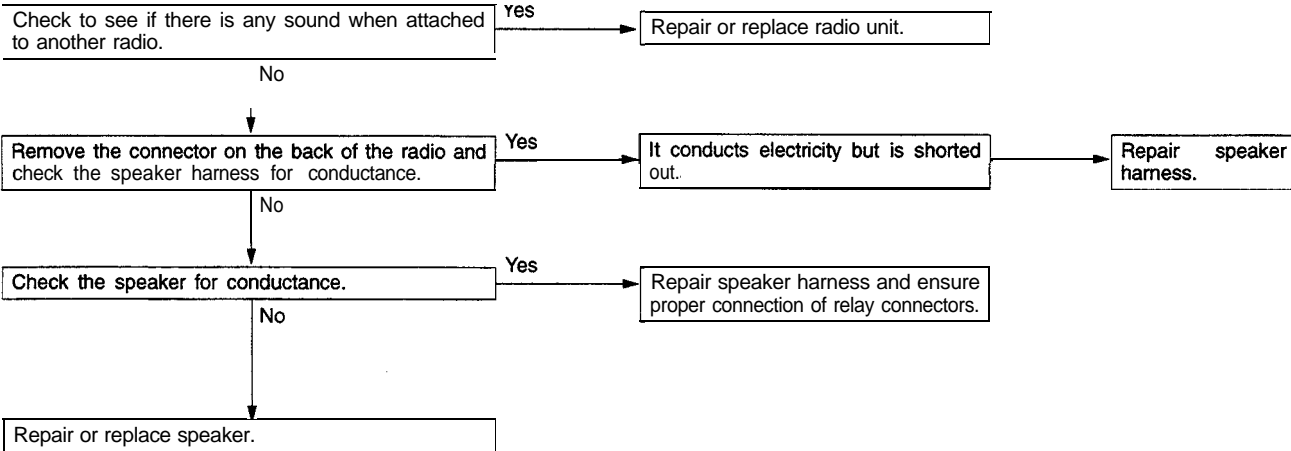 Check to see if there is any sound when attached
to another radio.
Yes
Repair or replace radio unit.
No
Remove the connector on the back of the radio and
check the speaker harness for conductance.
Yes
It conducts electricity but is shorted
out.
Repair speaker
harness.
No
Check the speaker for conductance.
Yes
Repair speaker harness and ensure
proper connection of relay connectors.
No
Repair or replace speaker.